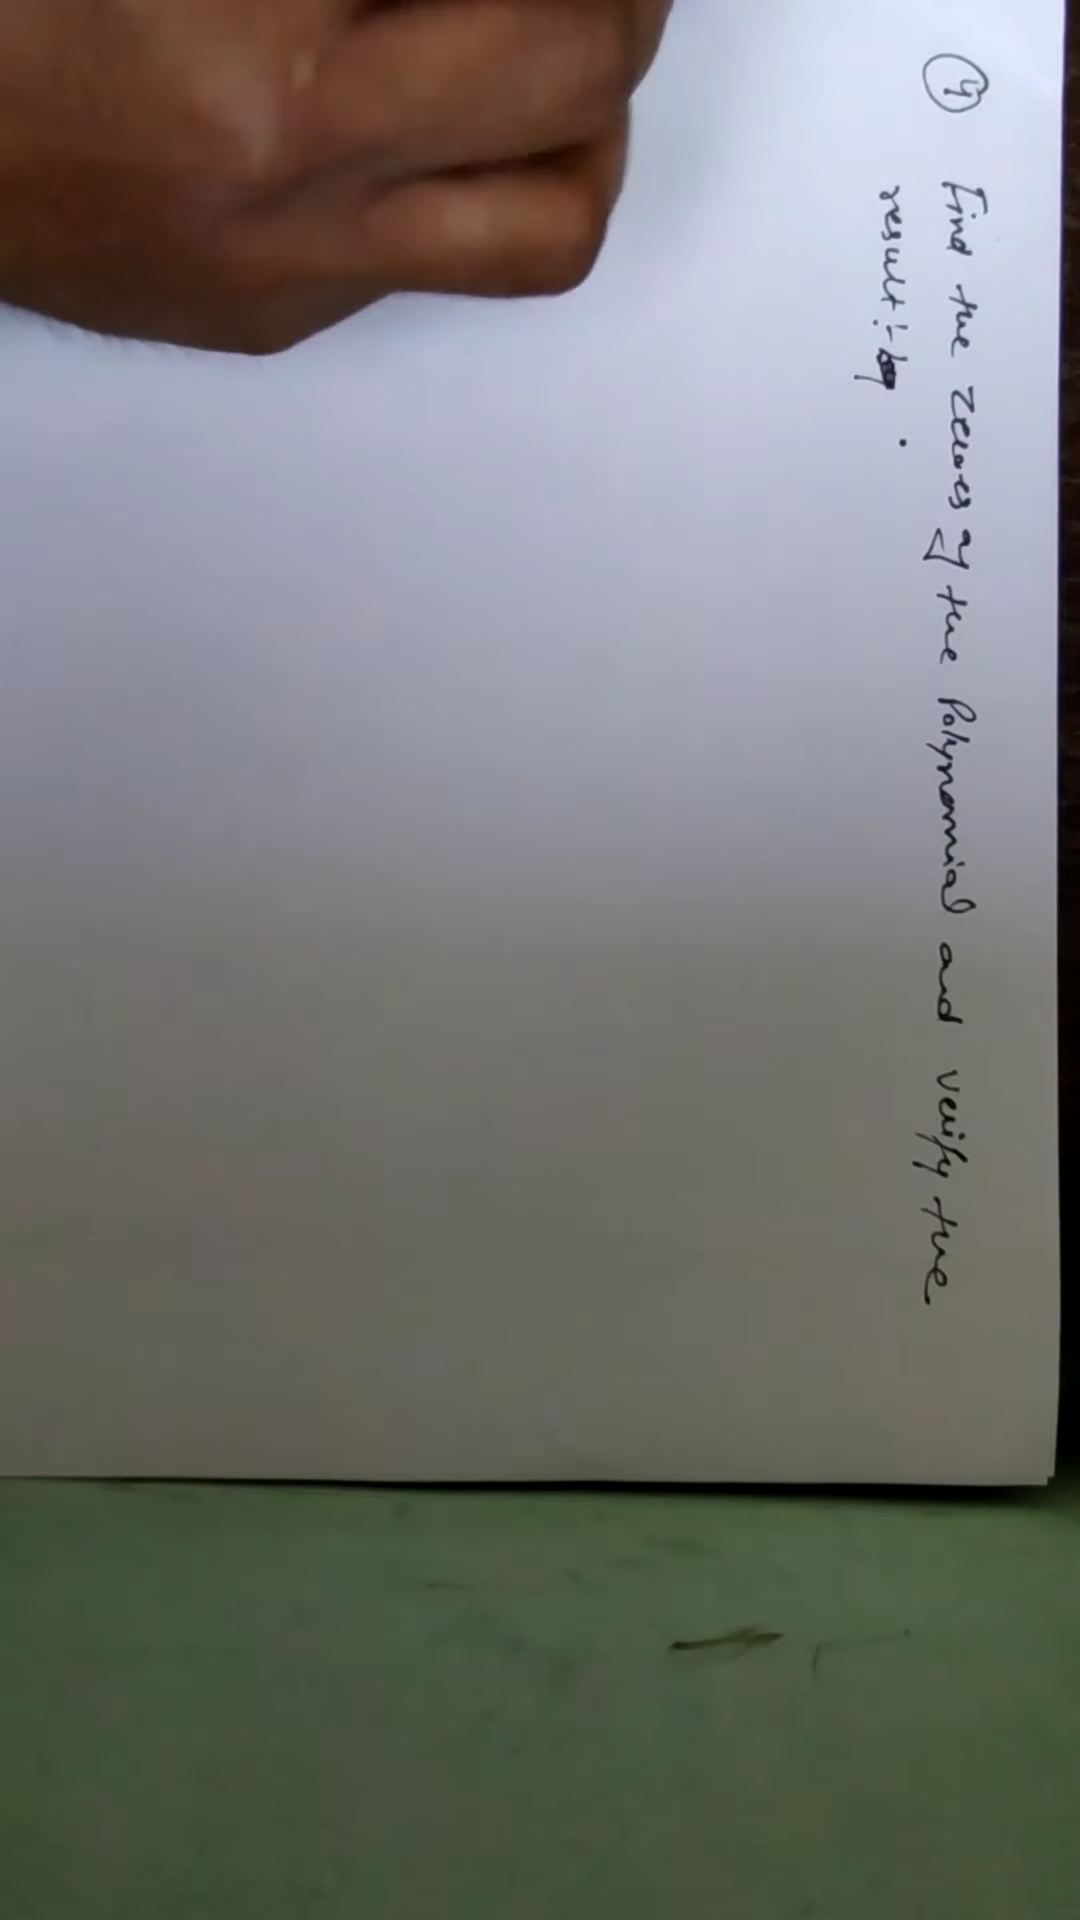 4 Find the zeroes of the Polynomial and verify the
result:-